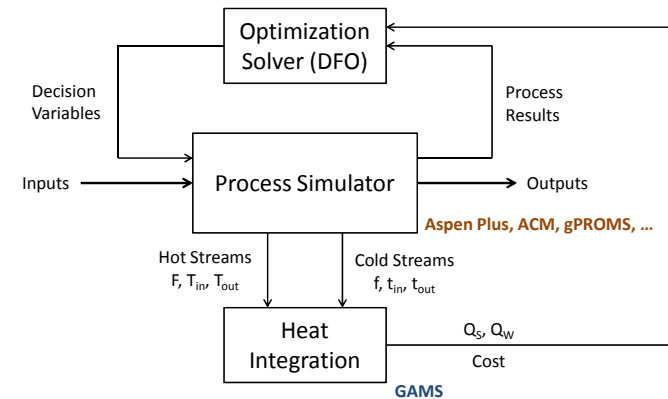 Optimization
Solver (DFO)
Decision
Variables
Process
Results
Inputs
Process Simulator
Outputs
Aspen Plus, ACM, gPROMS, ...
Hot Streams
F, Tin, Tout
Cold Streams
f, tin, tout
Heat
Integration
QS, QW
Cost
GAMS